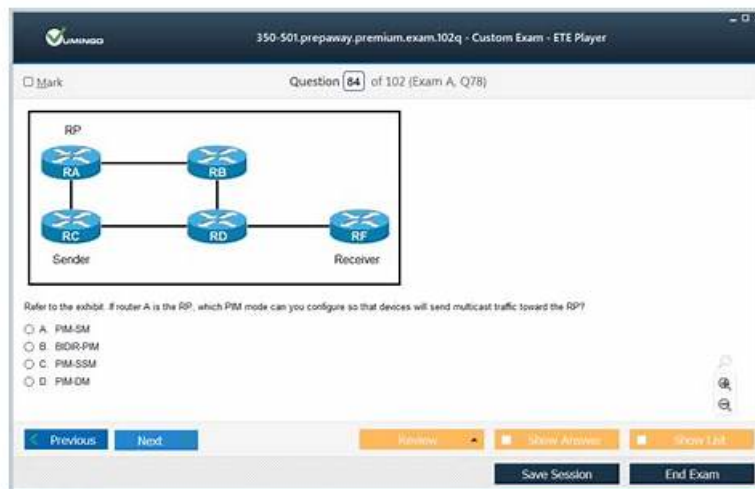 VUMINGO
350-501.prepaway.premium.exam.102q - Custom Exam - ETE Player
Mark
Question 84 of 102 (Exam A, Q78)
RP
RA
RB
RC
RD
RF
Sender
Receiver
Refer to the exhibit. If router A is the RP, which PIM mode can you configure so that devices will send multicast traffic toward the RP?
A. PIM-SM
B. BIDIR-PIM
C. PIM-SSM
D. PIM-DM
Previous
Next
Review
Show Answer
Show List
Save Session
End Exam